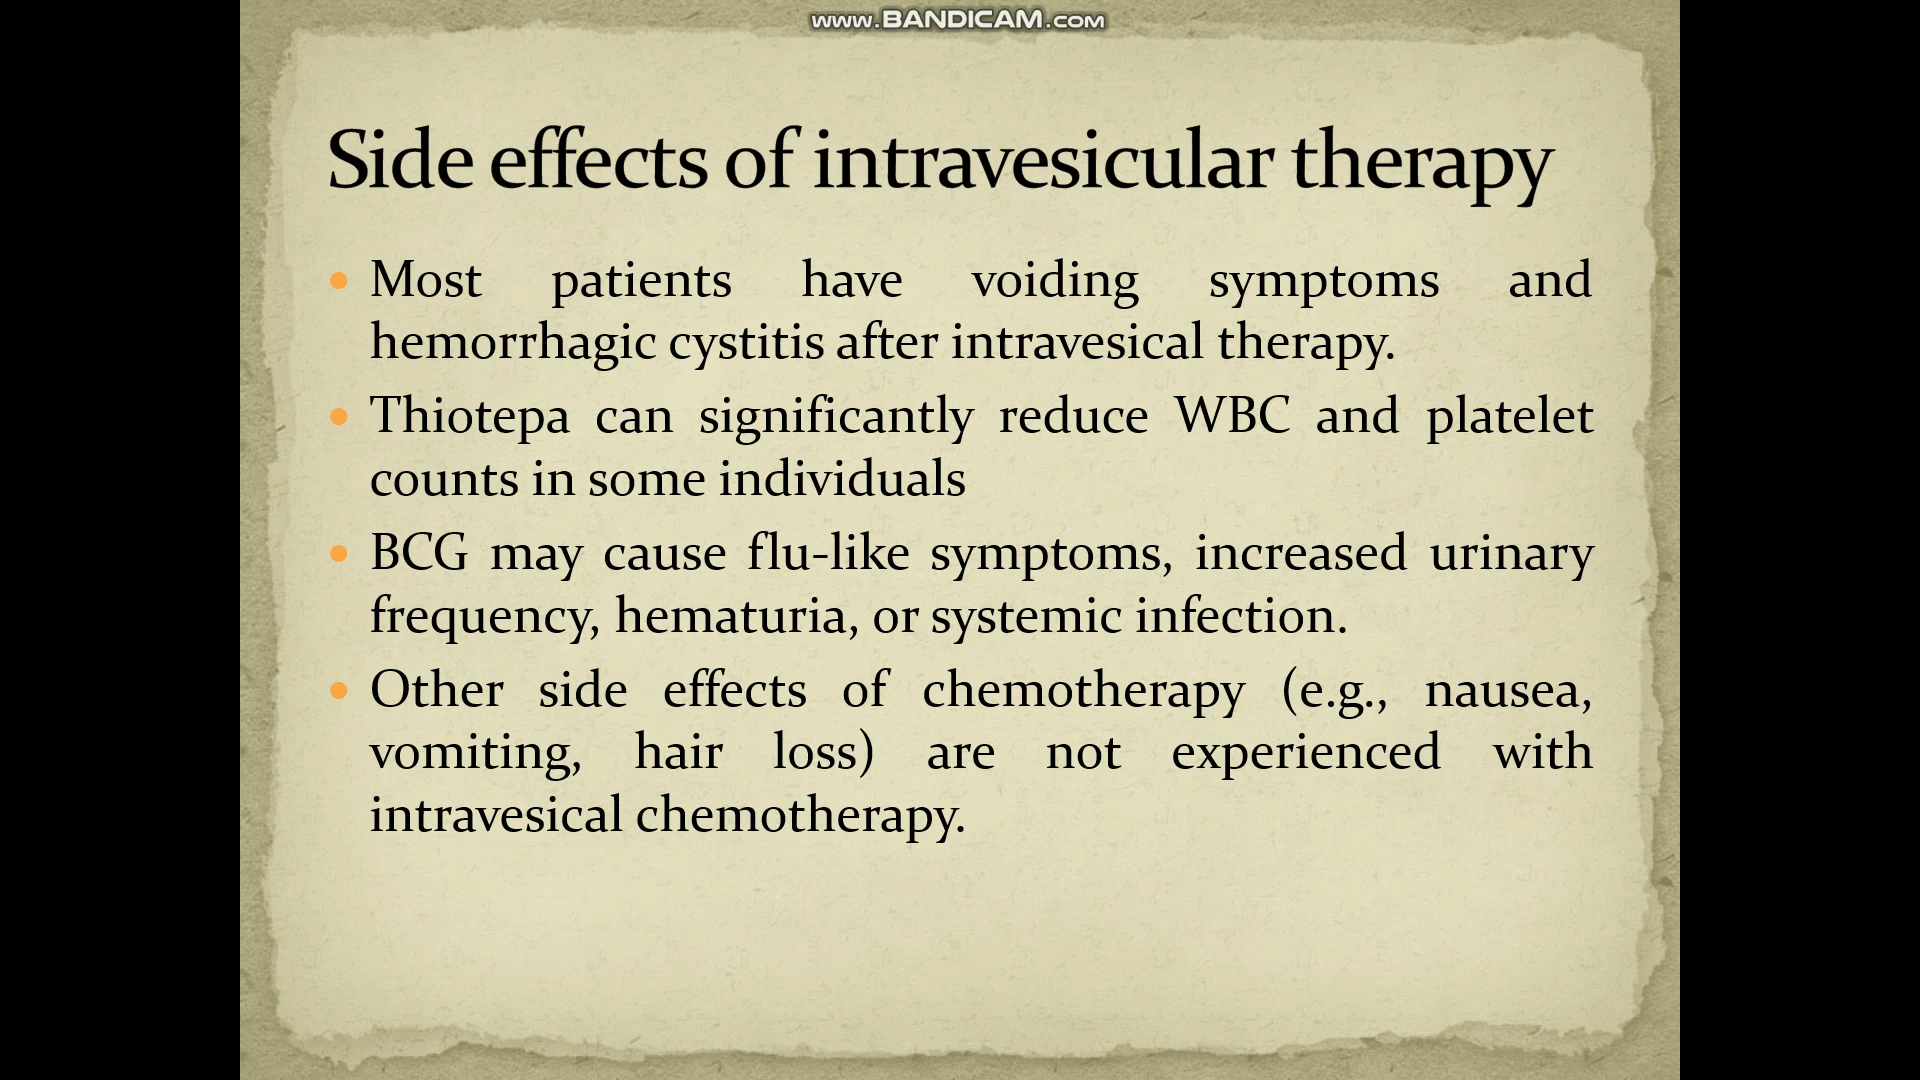 www.BANDICAM.com
Side effects of intravesicular therapy
Most patients have voiding symptoms and
hemorrhagic cystitis after intravesical therapy.
Thiotepa can significantly reduce WBC and platelet
counts in some individuals
BCG may cause flu-like symptoms, increased urinary
frequency, hematuria, or systemic infection.
Other side effects of chemotherapy (e.g., nausea,
vomiting, hair loss) are not experienced with
intravesical chemotherapy.